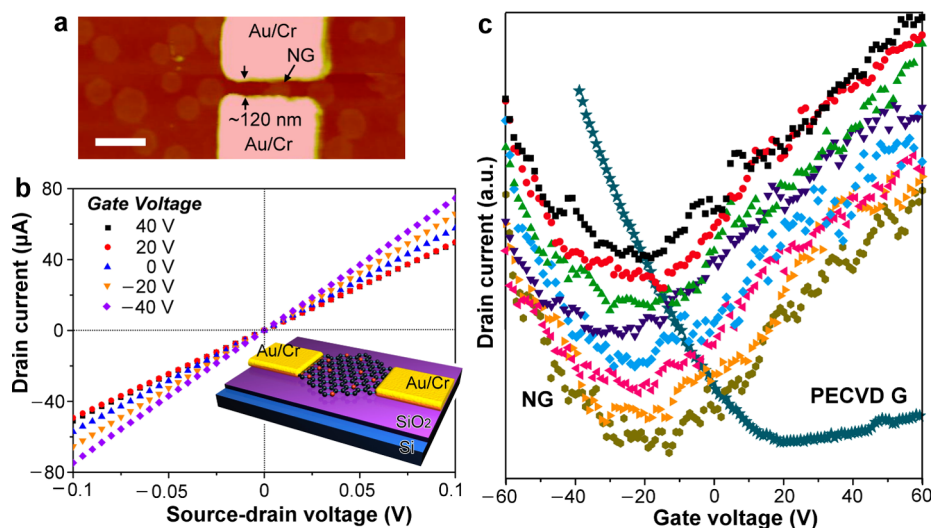 a
Au/Cr
NG
~120 nm
Au/Cr
b
Drain current (µA)
80
40
0
−40
−80
Gate Voltage
40 V
20 V
0 V
−20 V
−40 V
Au/Cr
Au/Cr
SiO2
Si
−0.1
−0.05
0
0.05
0.1
Source-drain voltage (V)
c
Drain current (a.u.)
NG
PECVD G
−60
−40
−20
0
20
40
60
Gate voltage (V)